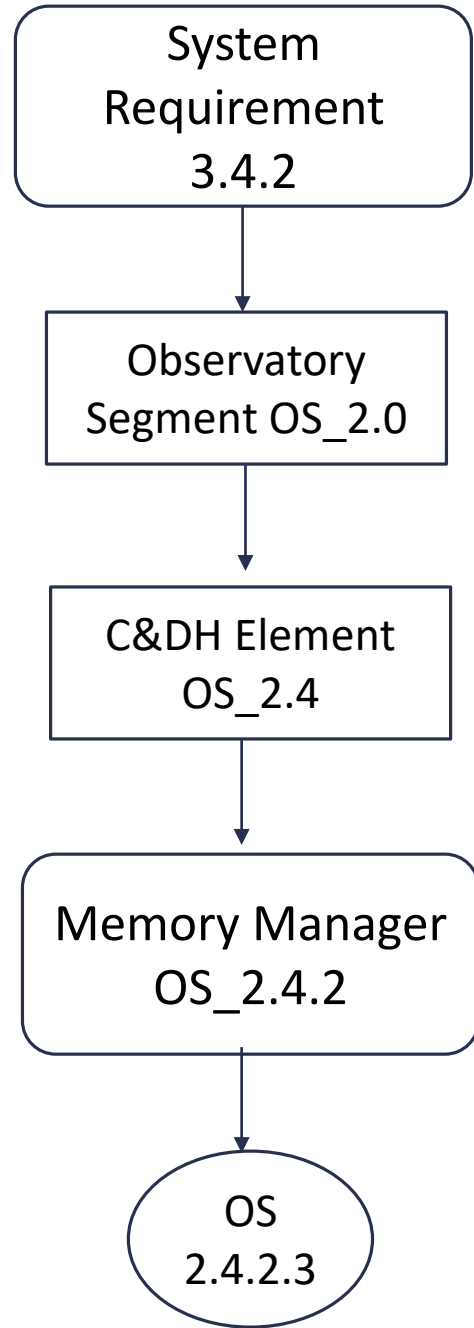 System
Requirement
3.4.2
Observatory
Segment OS_2.0
C&DH Element
OS_2.4
Memory Manager
OS_2.4.2
OS
2.4.2.3